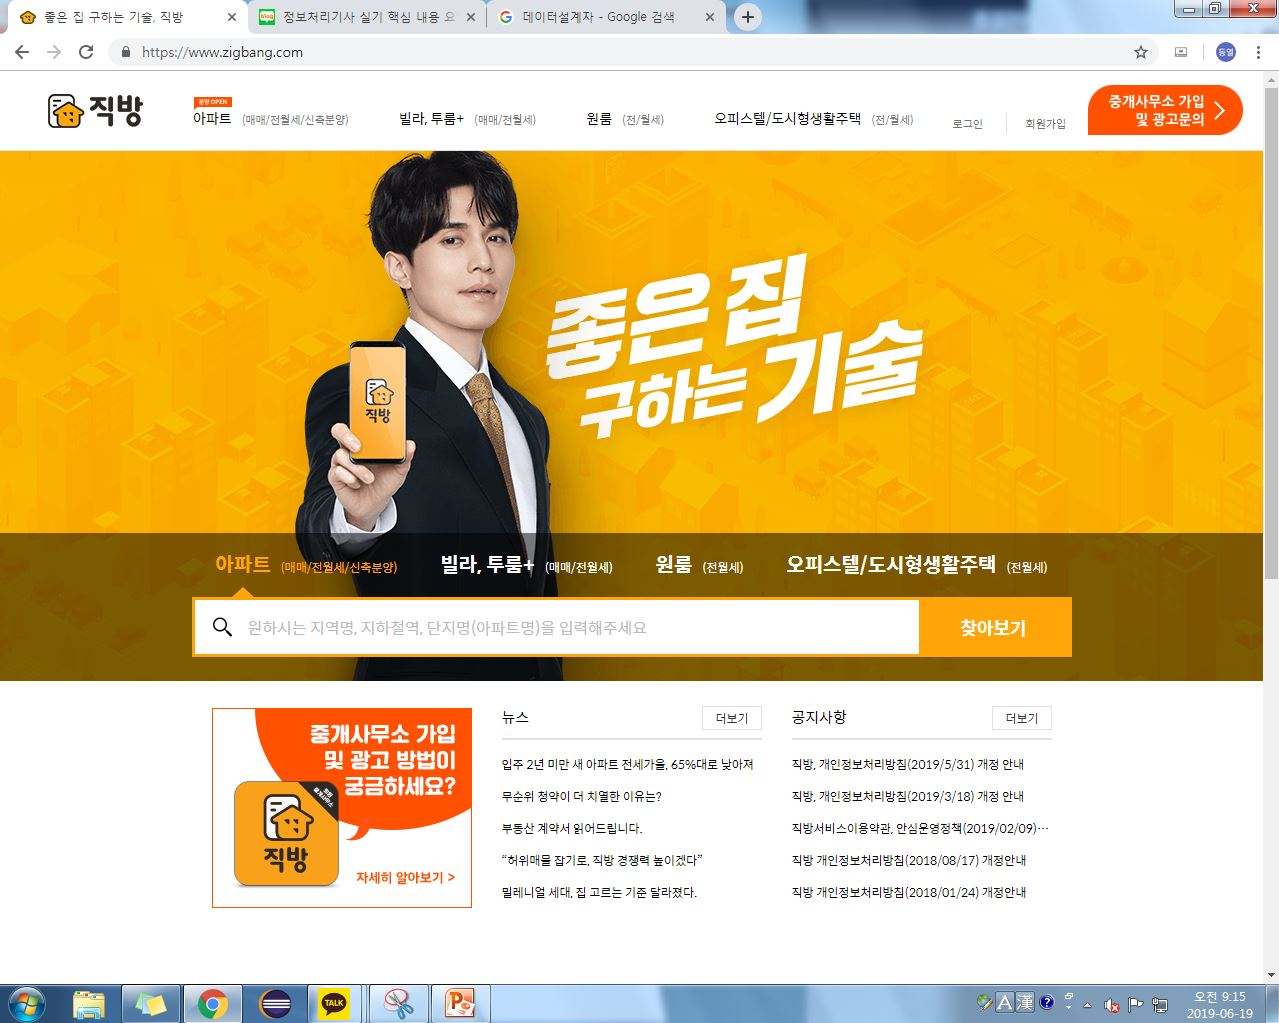 좋은 집 구하는 기술, 직방
정보처리기사 실기 핵심 내용 요
데이터설계자 - Google 검색
https://www.zigbang.com
동열
직방
분양 OPEN
아파트 (매매/전월세/신축분양)
빌라, 투룸+ (매매/전월세)
원룸 (전/월세)
오피스텔/도시형생활주택 (전/월세)
로그인
회원가입
중개사무소 가입
및 광고문의
좋은 집
구하는 기술
직방
아파트 (매매/전월세/신축분양)
빌라, 투룸+ (매매/전월세)
원룸 (전월세)
오피스텔/도시형생활주택 (전월세)
원하시는 지역명, 지하철역, 단지명(아파트명)을 입력해주세요
찾아보기
중개사무소 가입
및 광고 방법이
궁금하세요?
직방
자세히 알아보기 >
뉴스
더보기
입주 2년 미만 새 아파트 전세가율, 65%대로 낮아져
무순위 청약이 더 치열한 이유는?
부동산 계약서 읽어드립니다.
“허위매물 잡기로, 직방 경쟁력 높이겠다”
밀레니얼 세대, 집 고르는 기준 달라졌다.
공지사항
더보기
직방, 개인정보처리방침(2019/5/31) 개정 안내
직방, 개인정보처리방침(2019/3/18) 개정 안내
직방서비스이용약관, 안심운영정책(2019/02/09)…
직방 개인정보처리방침(2018/08/17) 개정안내
직방 개인정보처리방침(2018/01/24) 개정안내
TALK
A 漢
오전 9:15
2019-06-19